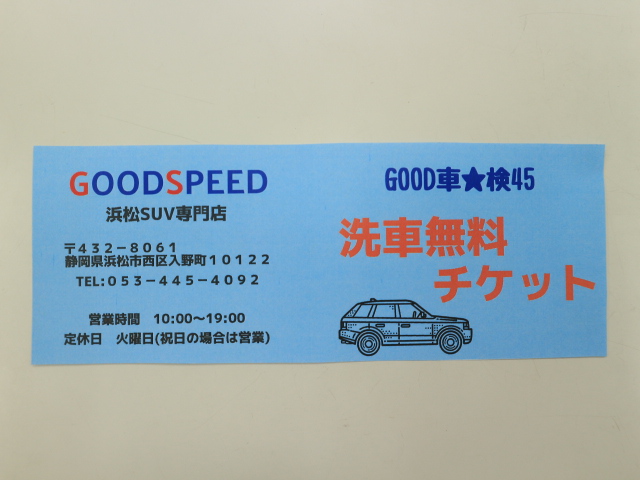 GOODSPEED
浜松SUV専門店
〒432-8061
静岡県浜松市西区入野町10122
TEL:053-445-4092
営業時間 10:00〜19:00
定休日 火曜日(祝日の場合は営業)
GOOD車★検45
洗車無料
チケット